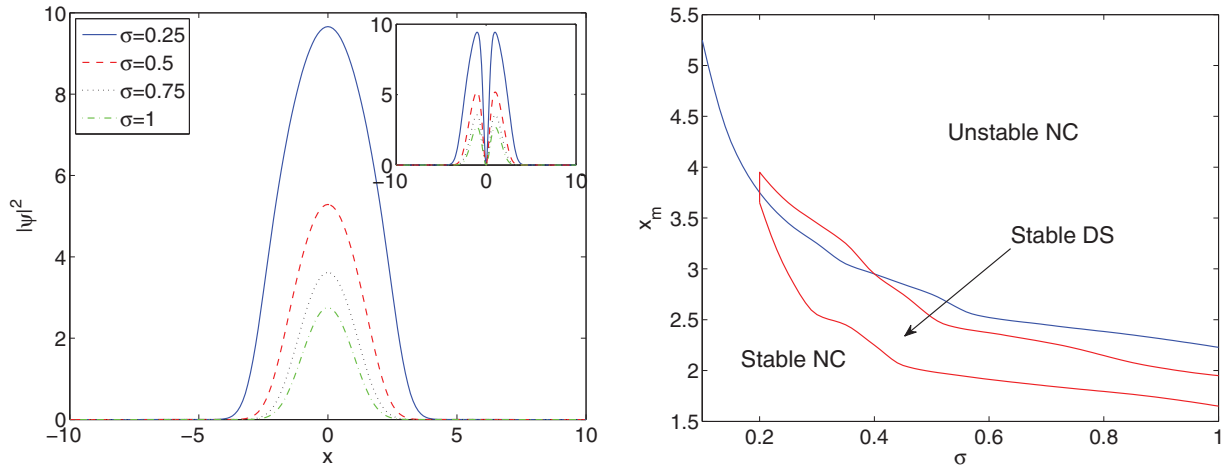 σ=0.25
σ=0.5
σ=0.75
σ=1
10
8
6
4
2
0
|ψ|²
−10
−5
0
5
10
x
10
5
0
−10
0
10
5.5
5
4.5
4
3.5
3
2.5
2
1.5
x_m
Unstable NC
Stable DS
Stable NC
0.2
0.4
0.6
0.8
1
σ